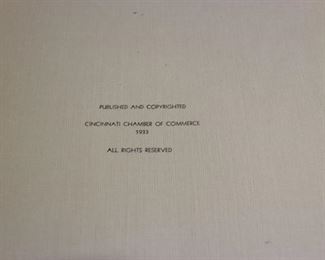 PUBLISHED AND COPYRIGHTED
CINCINNATI CHAMBER OF COMMERCE
1933
ALL RIGHTS RESERVED